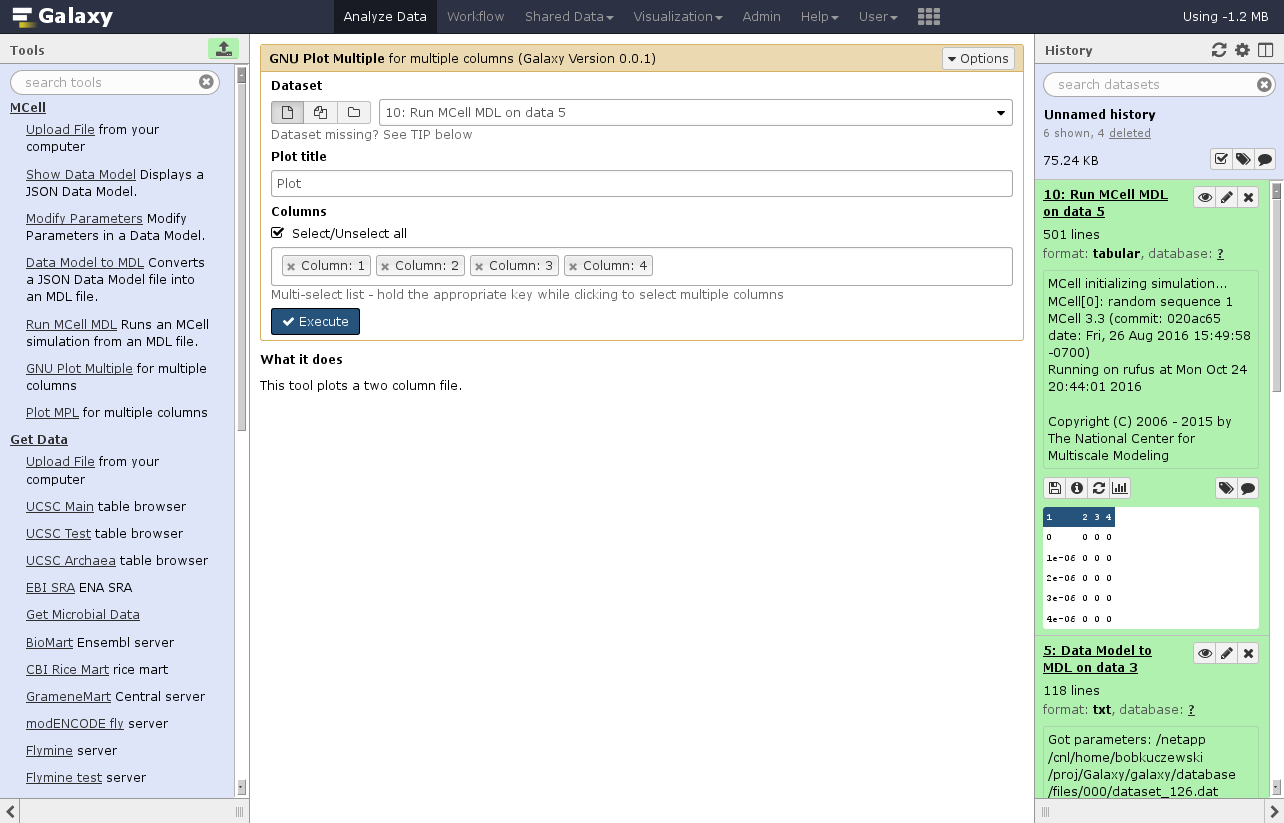 Galaxy
Analyze Data
Workflow
Shared Data
Visualization
Admin
Help
User
Using -1.2 MB
Tools
search tools
MCell
Upload File from your
computer
Show Data Model Displays a
JSON Data Model.
Modify Parameters Modify
Parameters in a Data Model.
Data Model to MDL Converts
a JSON Data Model file into
an MDL file.
Run MCell MDL Runs an MCell
simulation from an MDL file.
GNU Plot Multiple for multiple
columns
Plot MPL for multiple columns
Get Data
Upload File from your
computer
UCSC Main table browser
UCSC Test table browser
UCSC Archaea table browser
EBI SRA ENA SRA
Get Microbial Data
BioMart Ensembl server
CBI Rice Mart rice mart
GrameneMart Central server
modENCODE fly server
Flymine server
Flymine test server
GNU Plot Multiple for multiple columns (Galaxy Version 0.0.1)
Options
Dataset
10: Run MCell MDL on data 5
Dataset missing? See TIP below
Plot title
Plot
Columns
Select/Unselect all
Column: 1
Column: 2
Column: 3
Column: 4
Multi-select list - hold the appropriate key while clicking to select multiple columns
Execute
What it does
This tool plots a two column file.
History
search datasets
Unnamed history
6 shown, 4 deleted
75.24 KB
10: Run MCell MDL
on data 5
501 lines
format: tabular, database: ?
MCell initializing simulation...
MCell[0]: random sequence 1
MCell 3.3 (commit: 020ac65
date: Fri, 26 Aug 2016 15:49:58
-0700)
Running on rufus at Mon Oct 24
20:44:01 2016
Copyright (C) 2006 - 2015 by
The National Center for
Multiscale Modeling
1 2 3 4
0 0 0 0
1e-06 0 0 0
2e-06 0 0 0
3e-06 0 0 0
4e-06 0 0 0
5: Data Model to
MDL on data 3
118 lines
format: txt, database: ?
Got parameters: /netapp
/cnl/home/bobkuczewski
/proj/Galaxy/galaxy/database
/files/000/dataset_126.dat